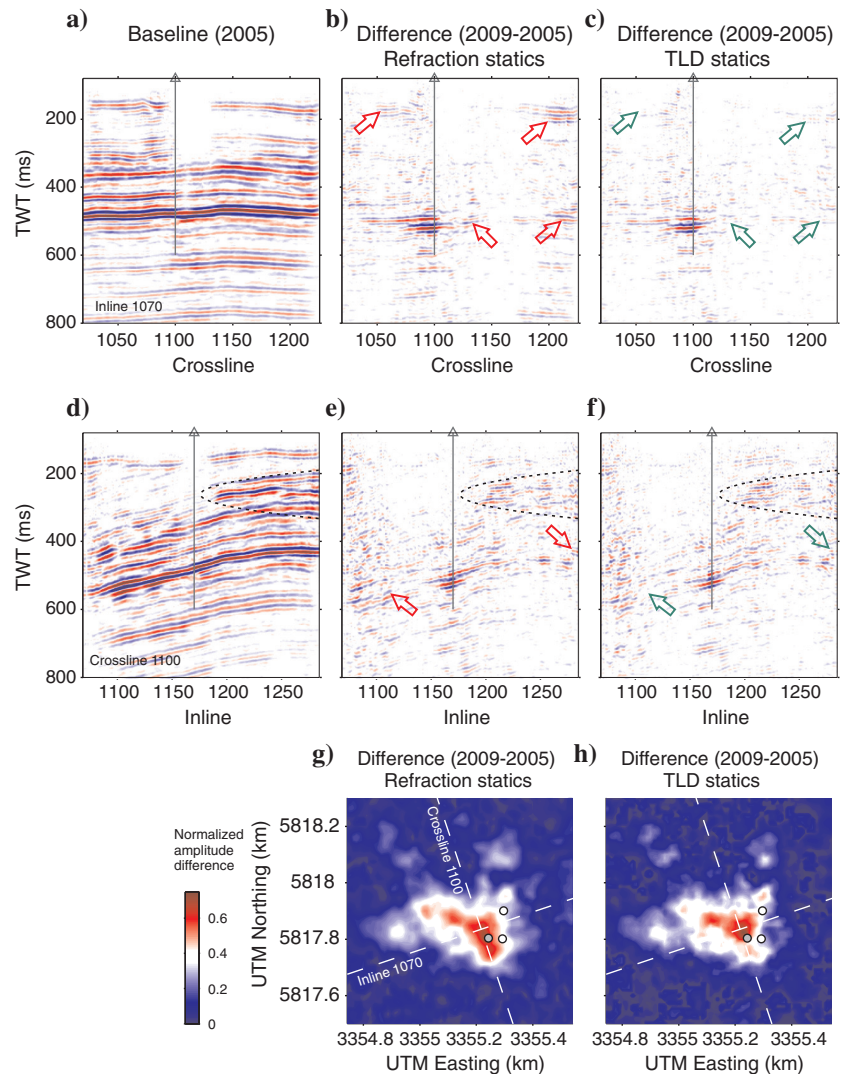 a) Baseline (2005)
b) Difference (2009-2005)
Refraction statics
c) Difference (2009-2005)
TLD statics
TWT (ms)
200
400
600
800
Inline 1070
1050 1100 1150 1200
Crossline
1050 1100 1150 1200
Crossline
1050 1100 1150 1200
Crossline
d)
e)
f)
TWT (ms)
200
400
600
800
Crossline 1100
1100 1150 1200 1250
Inline
1100 1150 1200 1250
Inline
1100 1150 1200 1250
Inline
g) Difference (2009-2005)
Refraction statics
h) Difference (2009-2005)
TLD statics
Normalized
amplitude
difference
0.6
0.4
0.2
0
UTM Northing (km)
5818.2
5818
5817.8
5817.6
Crossline 1100
Inline 1070
3354.8 3355 3355.2 3355.4
UTM Easting (km)
3354.8 3355 3355.2 3355.4
UTM Easting (km)